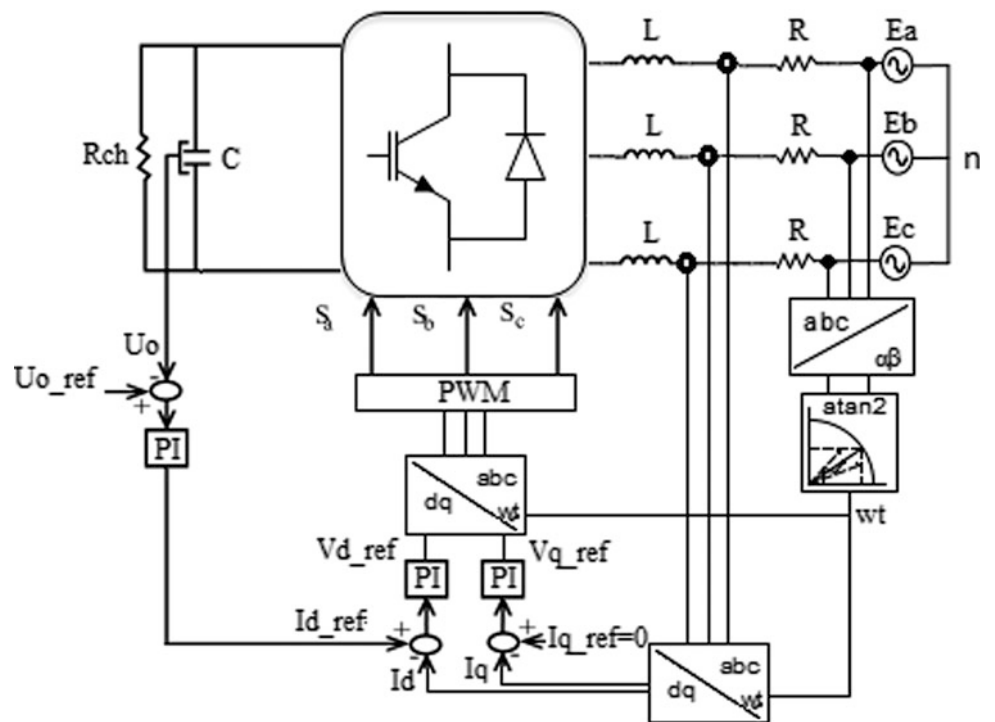 L R Ea
L R Eb
Rch C n
L R Ec
Sa Sb Sc
abc
αβ
Uo
Uo_ref - +
PWM
atan2
PI
abc
dq wt
wt
Vd_ref Vq_ref
PI PI
Id_ref + - + - Iq_ref=0
Id Iq
abc
dq wt